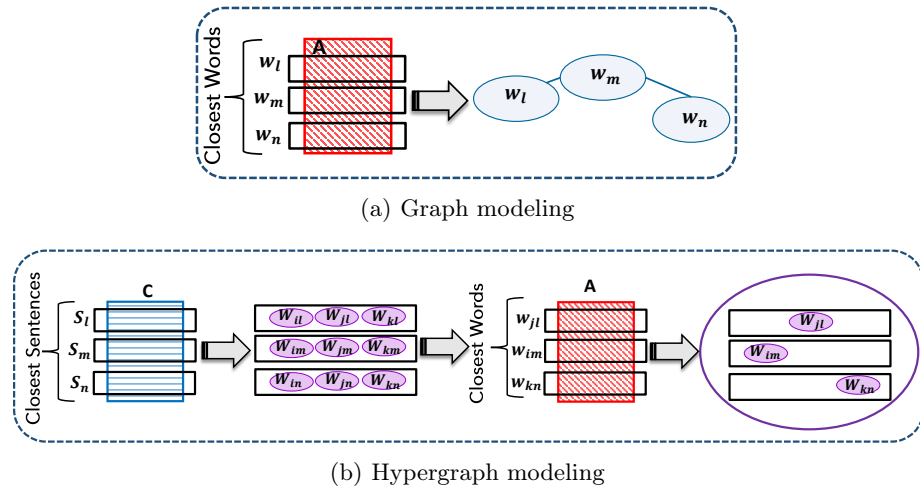 Closest Words
A
w_l
w_m
w_n
w_l
w_m
w_n
(a) Graph modeling
Closest Sentences
C
S_l
S_m
S_n
W_il W_jl W_kl
W_im W_jm W_km
W_in W_jn W_kn
Closest Words
A
w_jl
w_im
w_kn
W_jl
W_im
W_kn
(b) Hypergraph modeling